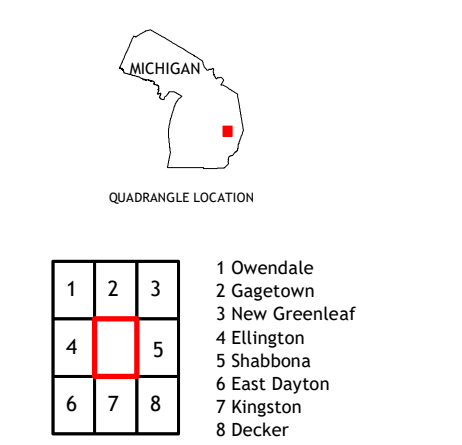 MICHIGAN
QUADRANGLE LOCATION
1 2 3
4 5
6 7 8
1 Owendale
2 Gagetown
3 New Greenleaf
4 Ellington
5 Shabbona
6 East Dayton
7 Kingston
8 Decker